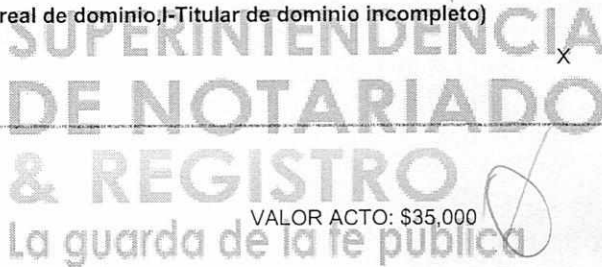 real de dominio,I-Titular de dominio incompleto)
SUPERINTENDENCIA
X
DE NOTARIADO
& REGISTRO
VALOR ACTO: $35,000
La guarda de la fe pública